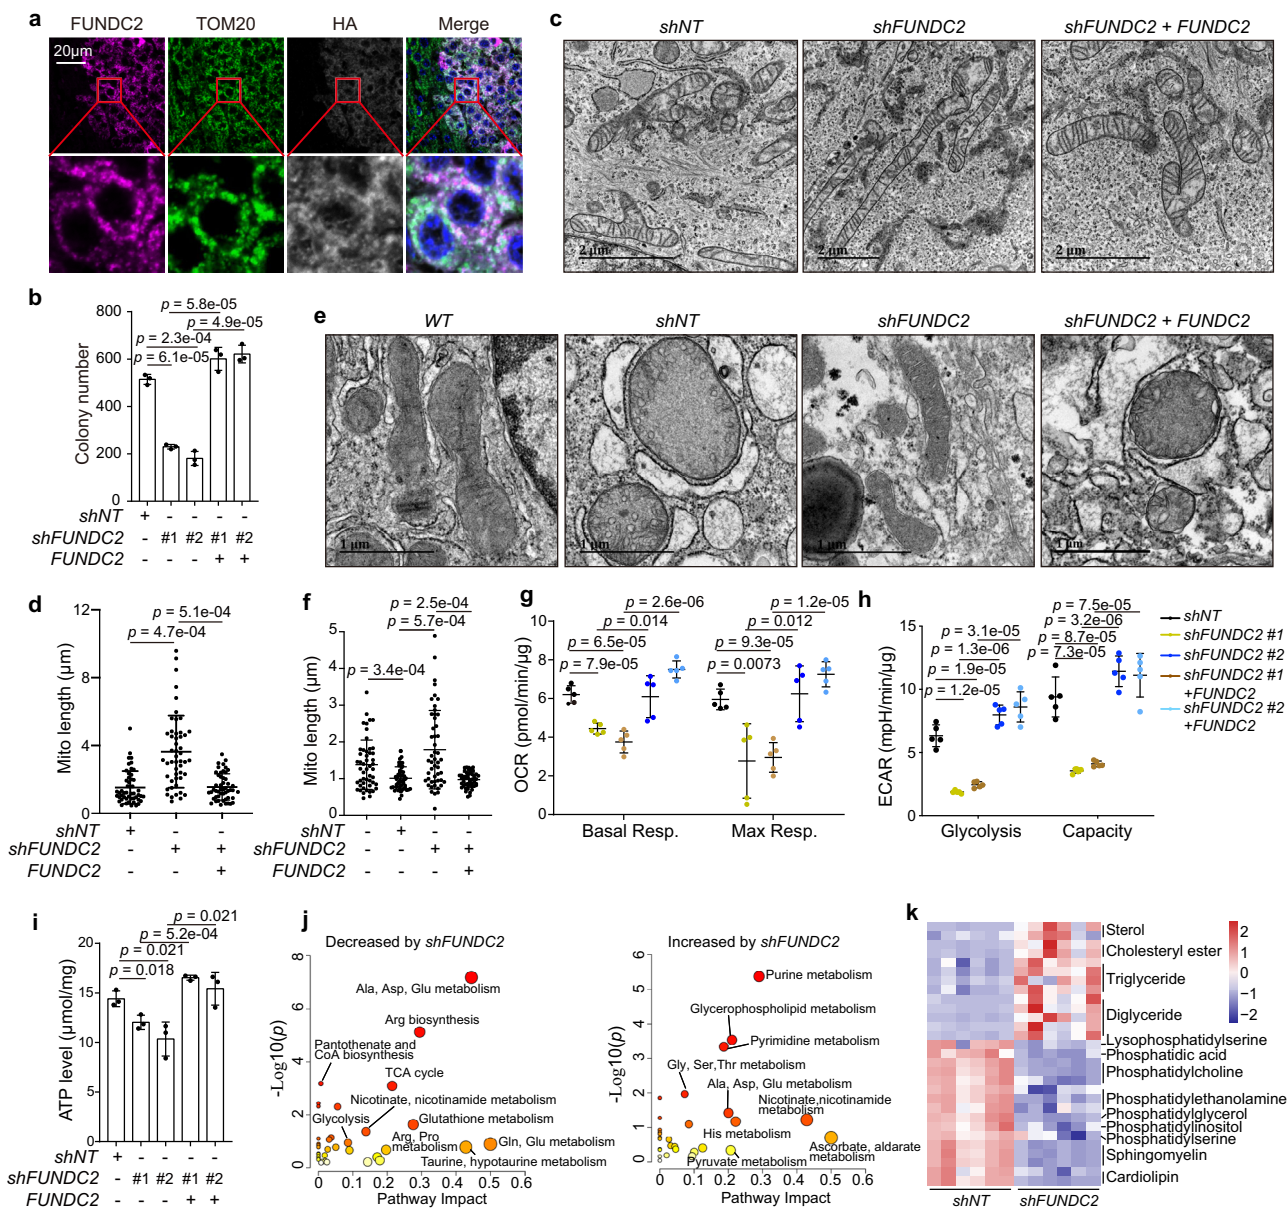 a
FUNDC2 TOM20 HA Merge
20μm
c
shNT shFUNDC2 shFUNDC2 + FUNDC2
2 μm 2 μm 2 μm
b
Colony number
800
600
400
200
0
p = 5.8e-05
p = 4.9e-05
p = 2.3e-04
p = 6.1e-05
shNT + - - - -
shFUNDC2 - #1 #2 #1 #2
FUNDC2 - - - + +
e
WT shNT shFUNDC2 shFUNDC2 + FUNDC2
1 μm 1 μm 1 μm 1 μm
d
Mito length (μm)
12
8
4
0
p = 5.1e-04
p = 4.7e-04
shNT + - -
shFUNDC2 - + +
FUNDC2 - - +
f
Mito length (μm)
5
4
3
2
1
0
p = 2.5e-04
p = 5.7e-04
p = 3.4e-04
shNT - + - -
shFUNDC2 - - + +
FUNDC2 - - - +
g
OCR (pmol/min/μg)
10
8
6
4
2
0
p = 2.6e-06
p = 0.014
p = 6.5e-05
p = 7.9e-05
p = 1.2e-05
p = 0.012
p = 9.3e-05
p = 0.0073
Basal Resp. Max Resp.
h
ECAR (mpH/min/μg)
15
10
5
0
p = 3.1e-05
p = 1.3e-06
p = 1.9e-05
p = 1.2e-05
p = 7.5e-05
p = 3.2e-06
p = 8.7e-05
p = 7.3e-05
Glycolysis Capacity
shNT
shFUNDC2 #1
shFUNDC2 #2
shFUNDC2 #1
+FUNDC2
shFUNDC2 #2
+FUNDC2
i
ATP level (μmol/mg)
20
15
10
5
0
p = 0.021
p = 5.2e-04
p = 0.021
p = 0.018
shNT + - - - -
shFUNDC2 - #1 #2 #1 #2
FUNDC2 - - - + +
j
Decreased by shFUNDC2
-Log10(p)
8
6
4
2
0
Ala, Asp, Glu metabolism
Arg biosynthesis
Pantothenate and
CoA biosynthesis
TCA cycle
Nicotinate, nicotinamide metabolism
Glycolysis
Glutathione metabolism
Arg, Pro
metabolism
Gln, Glu metabolism
Taurine, hypotaurine metabolism
0 0.1 0.2 0.3 0.4 0.5 0.6
Pathway Impact
Increased by shFUNDC2
-Log10(p)
6
5
4
3
2
1
0
Purine metabolism
Glycerophospholipid metabolism
Pyrimidine metabolism
Gly, Ser,Thr metabolism
Ala, Asp, Glu metabolism
Nicotinate,nicotinamide
metabolism
His metabolism
Ascorbate, aldarate
metabolism
Pyruvate metabolism
0 0.1 0.2 0.3 0.4 0.5 0.6
Pathway Impact
k
Sterol
Cholesteryl ester
Triglyceride
Diglyceride
Lysophosphatidylserine
Phosphatidic acid
Phosphatidylcholine
Phosphatidylethanolamine
Phosphatidylglycerol
Phosphatidylinositol
Phosphatidylserine
Sphingomyelin
Cardiolipin
2
1
0
−1
−2
shNT shFUNDC2